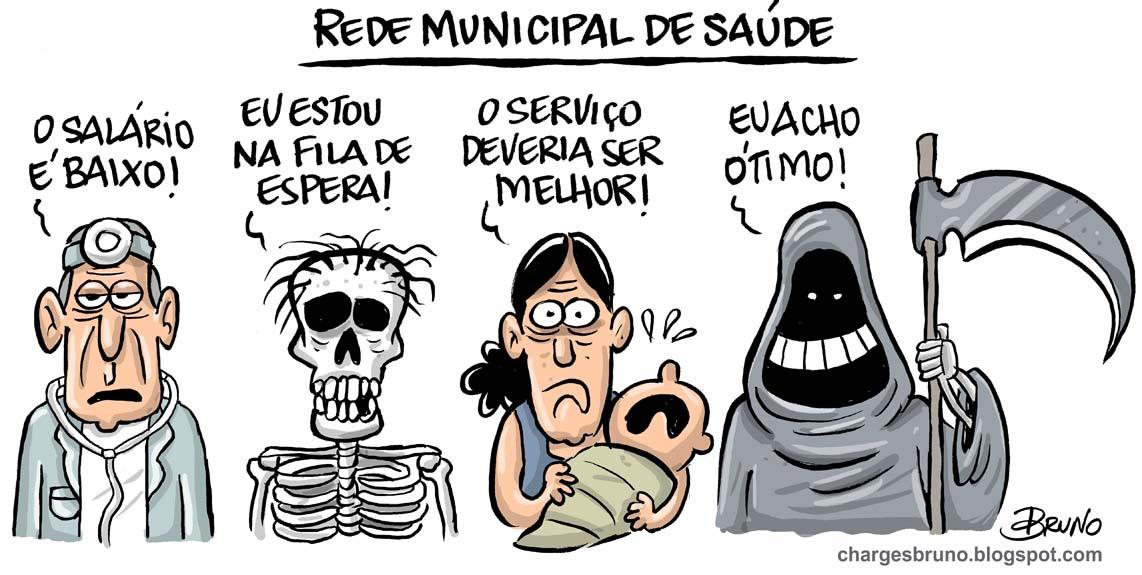 REDE MUNICIPAL DE SAÚDE
O SALÁRIO
É BAIXO!
EU ESTOU
NA FILA DE
ESPERA!
O SERVIÇO
DEVERIA SER
MELHOR!
EU ACHO
ÓTIMO!
BRUNO
chargesbruno.blogspot.com